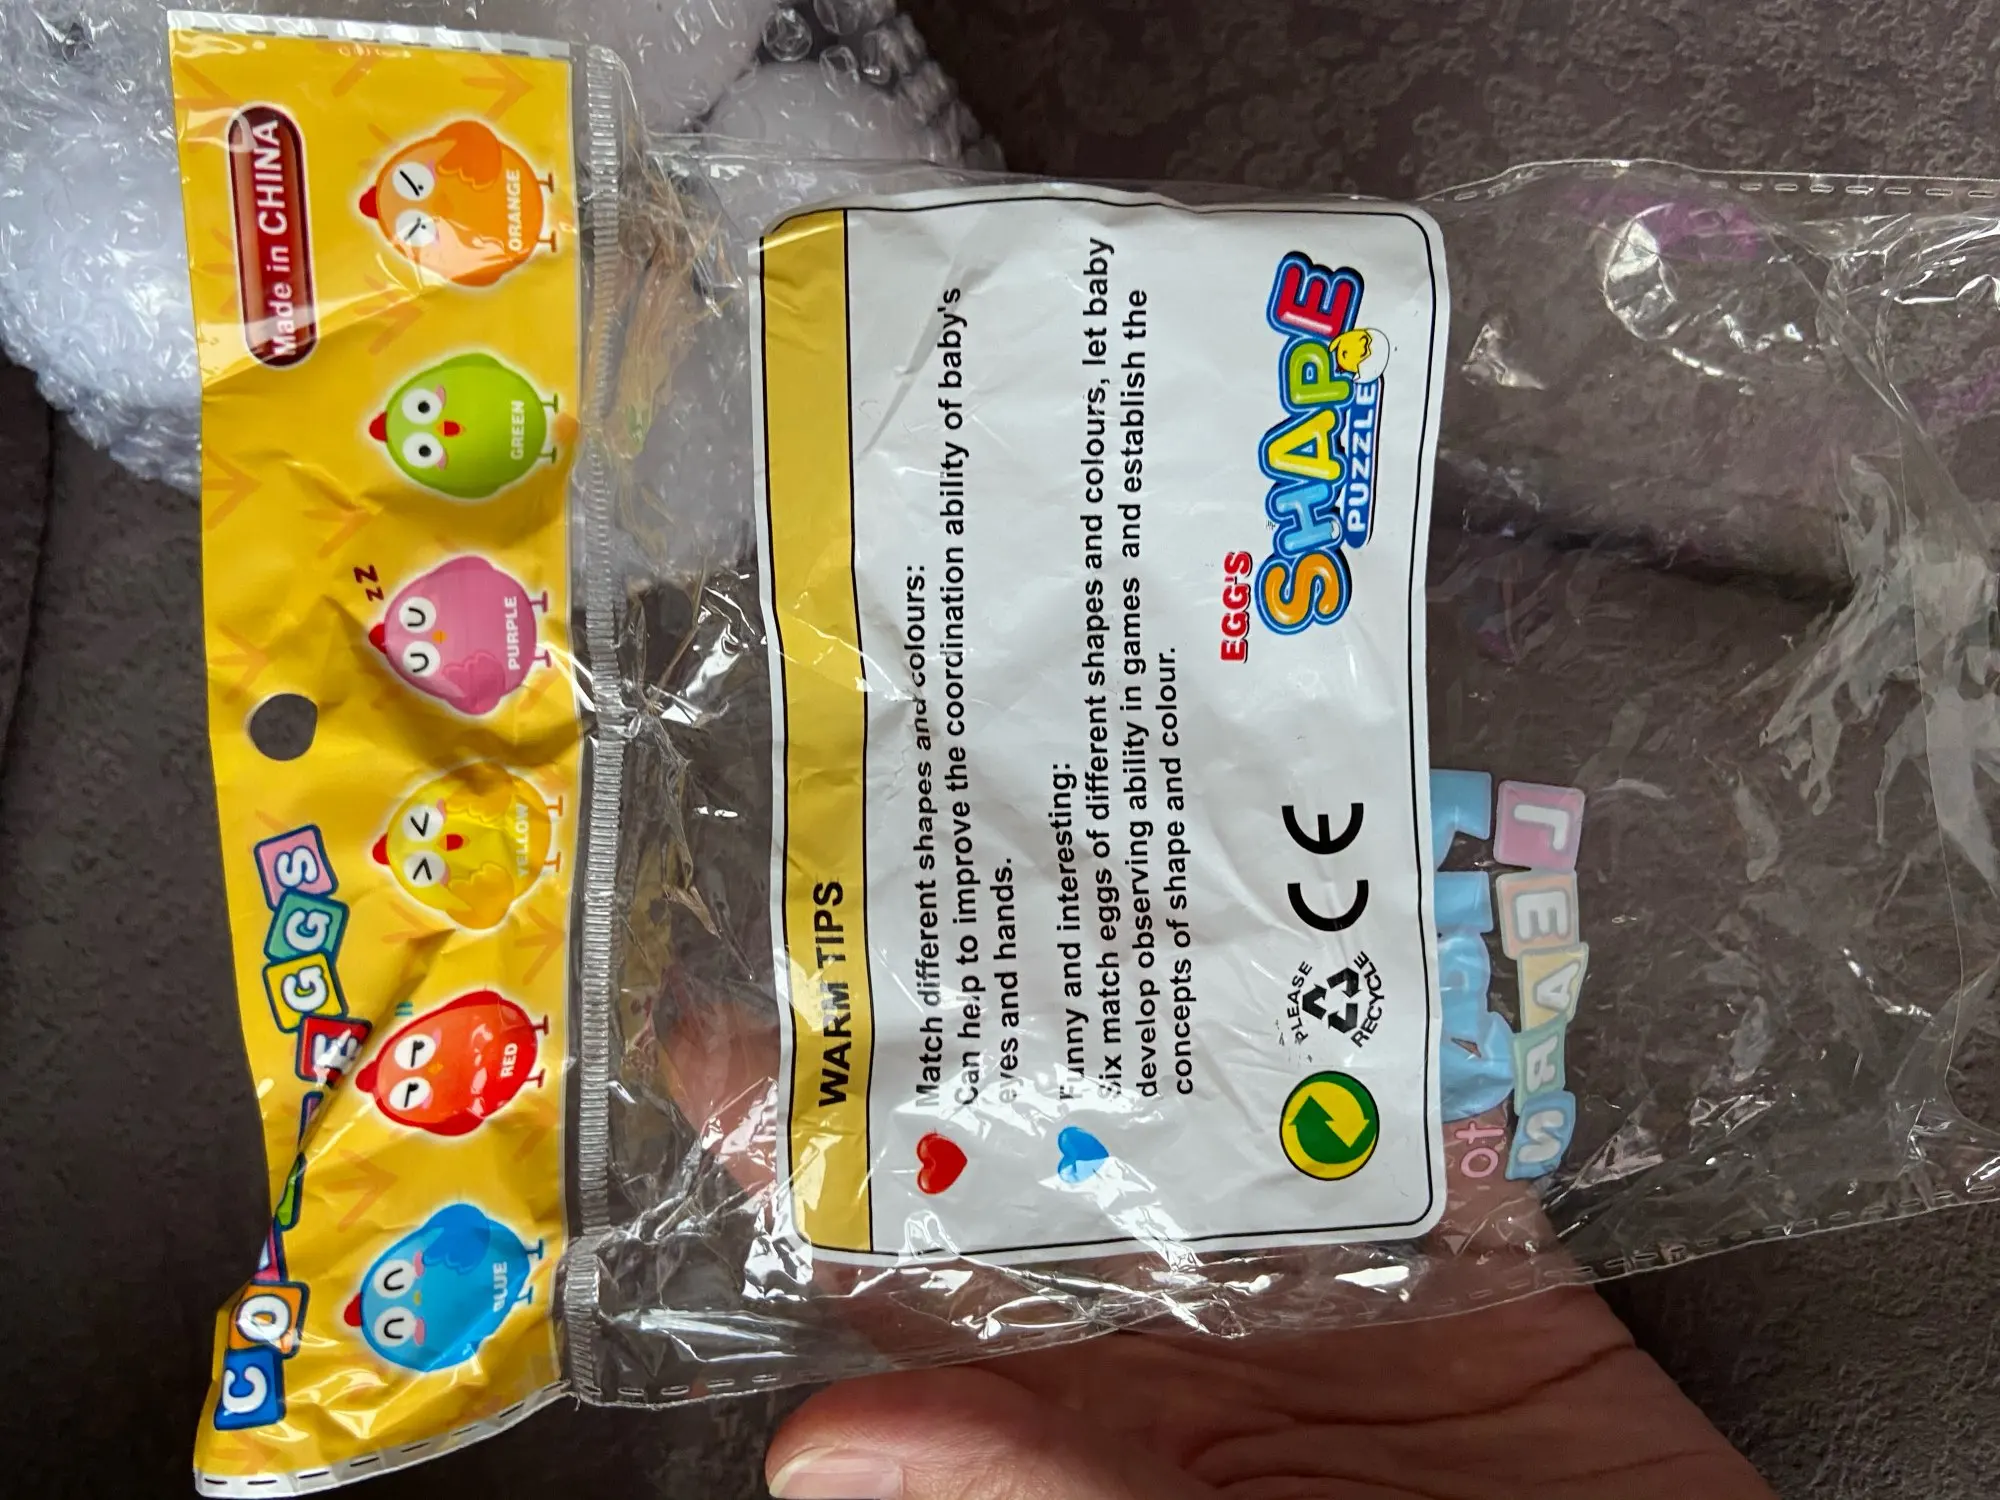 Made in CHINA
EGGS
BLUE
RED
YELLOW
PURPLE
zz
GREEN
ORANGE
WARM TIPS
Match different shapes and colours:
Can help to improve the coordination ability of baby's
eyes and hands.
Funny and interesting:
Six match eggs of different shapes and colours, let baby
develop observing ability in games and establish the
concepts of shape and colour.
PLEASE
RECYCLE
CE
EGG'S
SHAPE
PUZZLE
of
LEARN